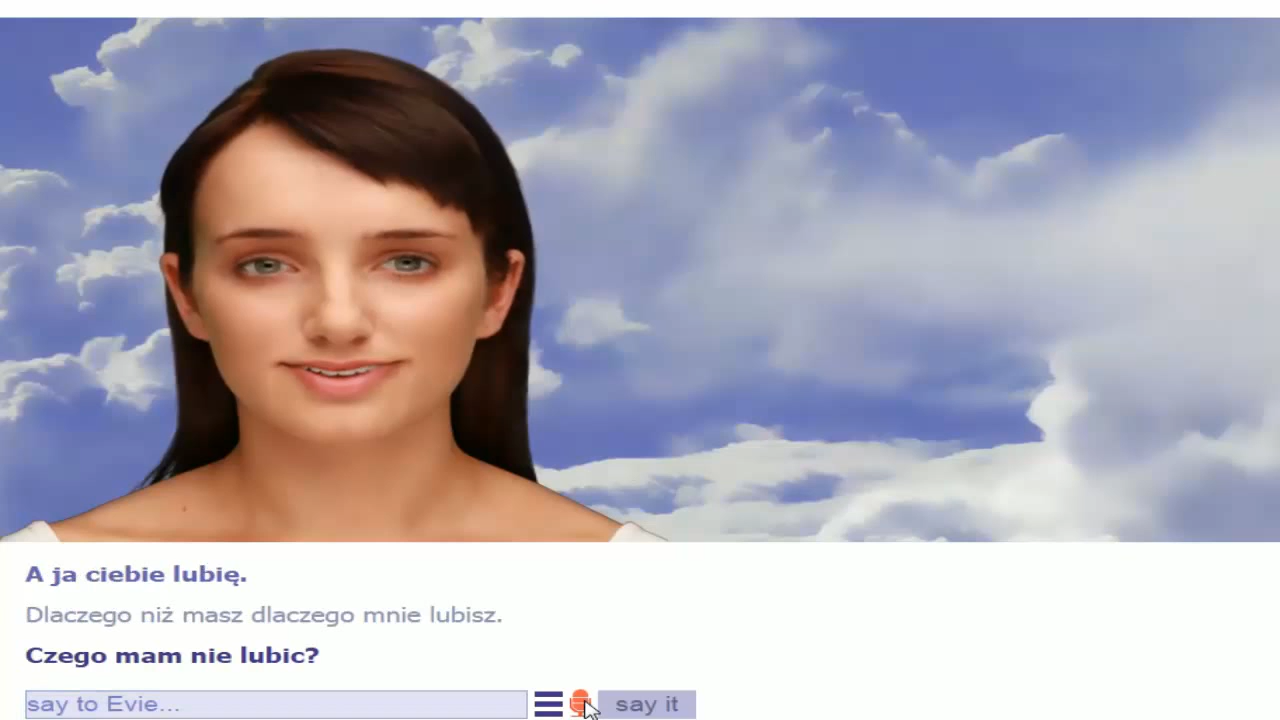 A ja ciebie lubię.
Dlaczego niż masz dlaczego mnie lubisz.
Czego mam nie lubic?
say to Evie...
say it